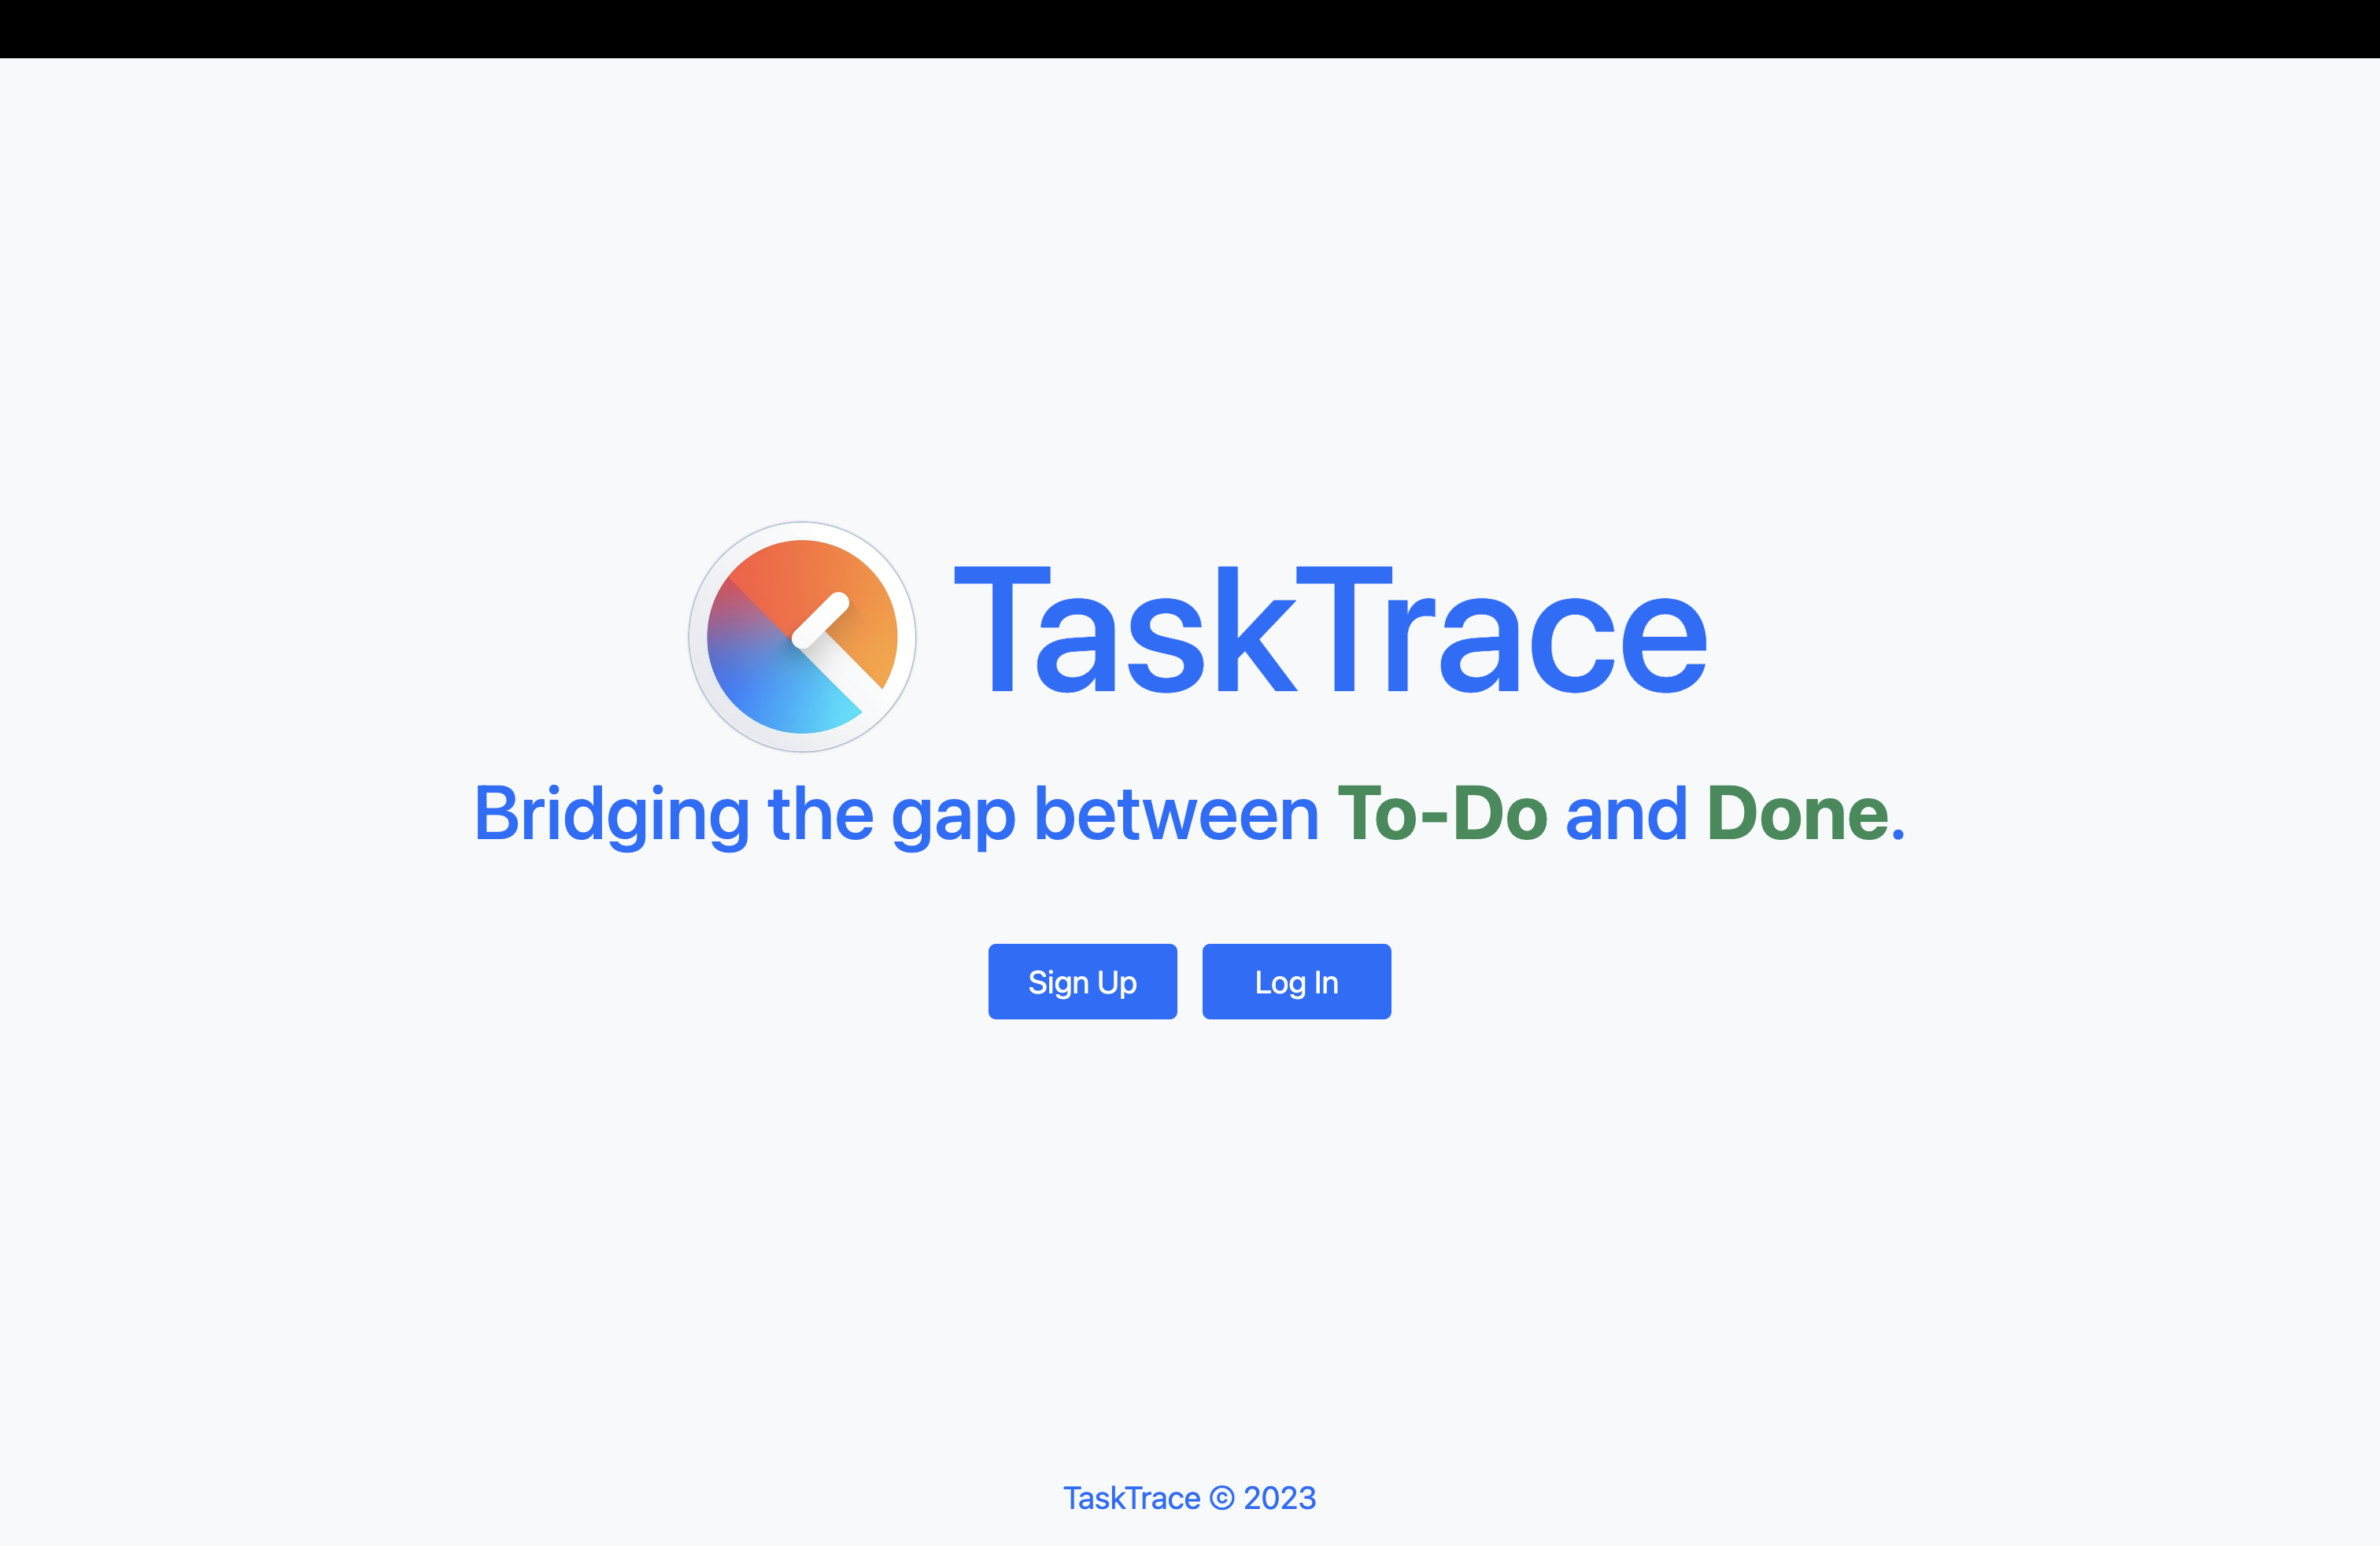 TaskTrace
Bridging the gap between To-Do and Done.
Sign Up
Log In
TaskTrace © 2023